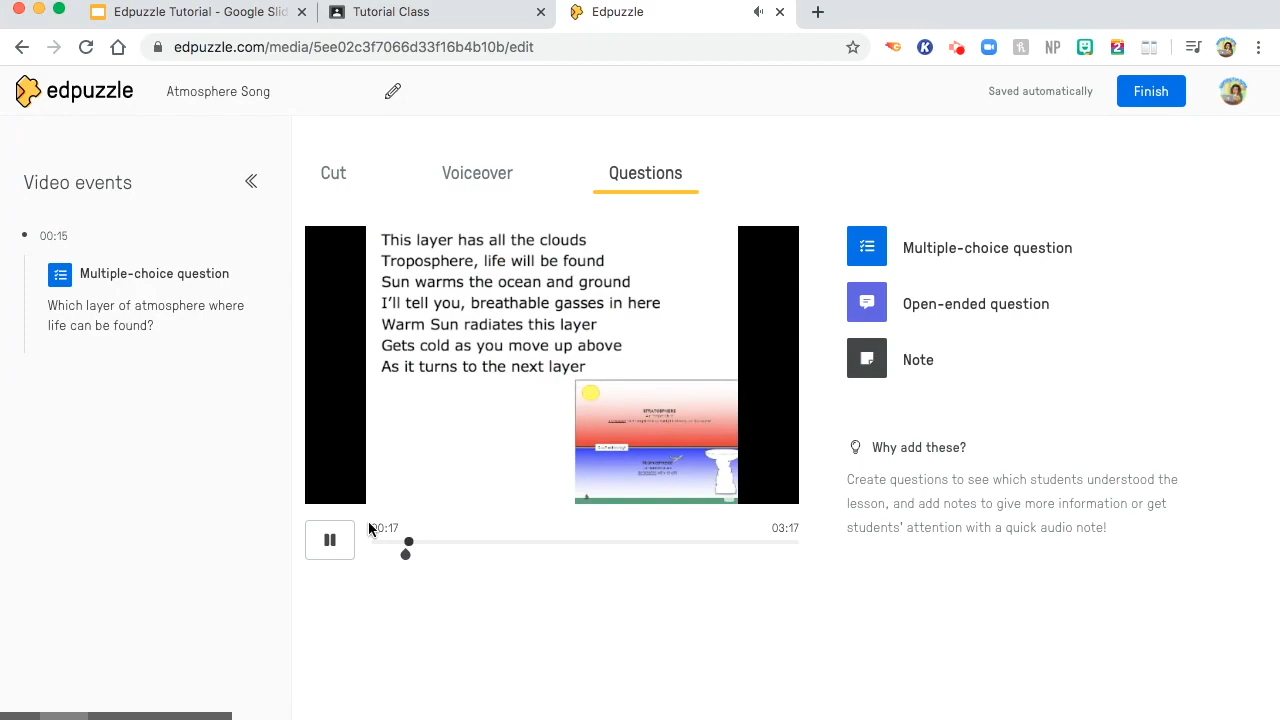 Edpuzzle Tutorial - Google Slid
Tutorial Class
Edpuzzle
edpuzzle.com/media/5ee02c3f7066d33f16b4b10b/edit
NP
2
edpuzzle
Atmosphere Song
Saved automatically
Finish
Video events
Cut
Voiceover
Questions
00:15
Multiple-choice question
Which layer of atmosphere where
life can be found?
This layer has all the clouds
Troposphere, life will be found
Sun warms the ocean and ground
I'll tell you, breathable gasses in here
Warm Sun radiates this layer
Gets cold as you move up above
As it turns to the next layer
STRATOSPHERE
00:17
03:17
Multiple-choice question
Open-ended question
Note
Why add these?
Create questions to see which students understood the
lesson, and add notes to give more information or get
students' attention with a quick audio note!